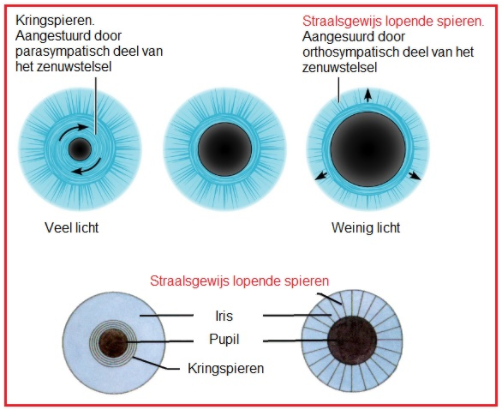 Kringspieren.
Aangestuurd door
parasympatisch deel van
het zenuwstelsel
Straalsgewijs lopende spieren.
Aangesuurd door
orthosympatisch deel van het
zenuwstelsel
Veel licht
Weinig licht
Straalsgewijs lopende spieren
Iris
Pupil
Kringspieren